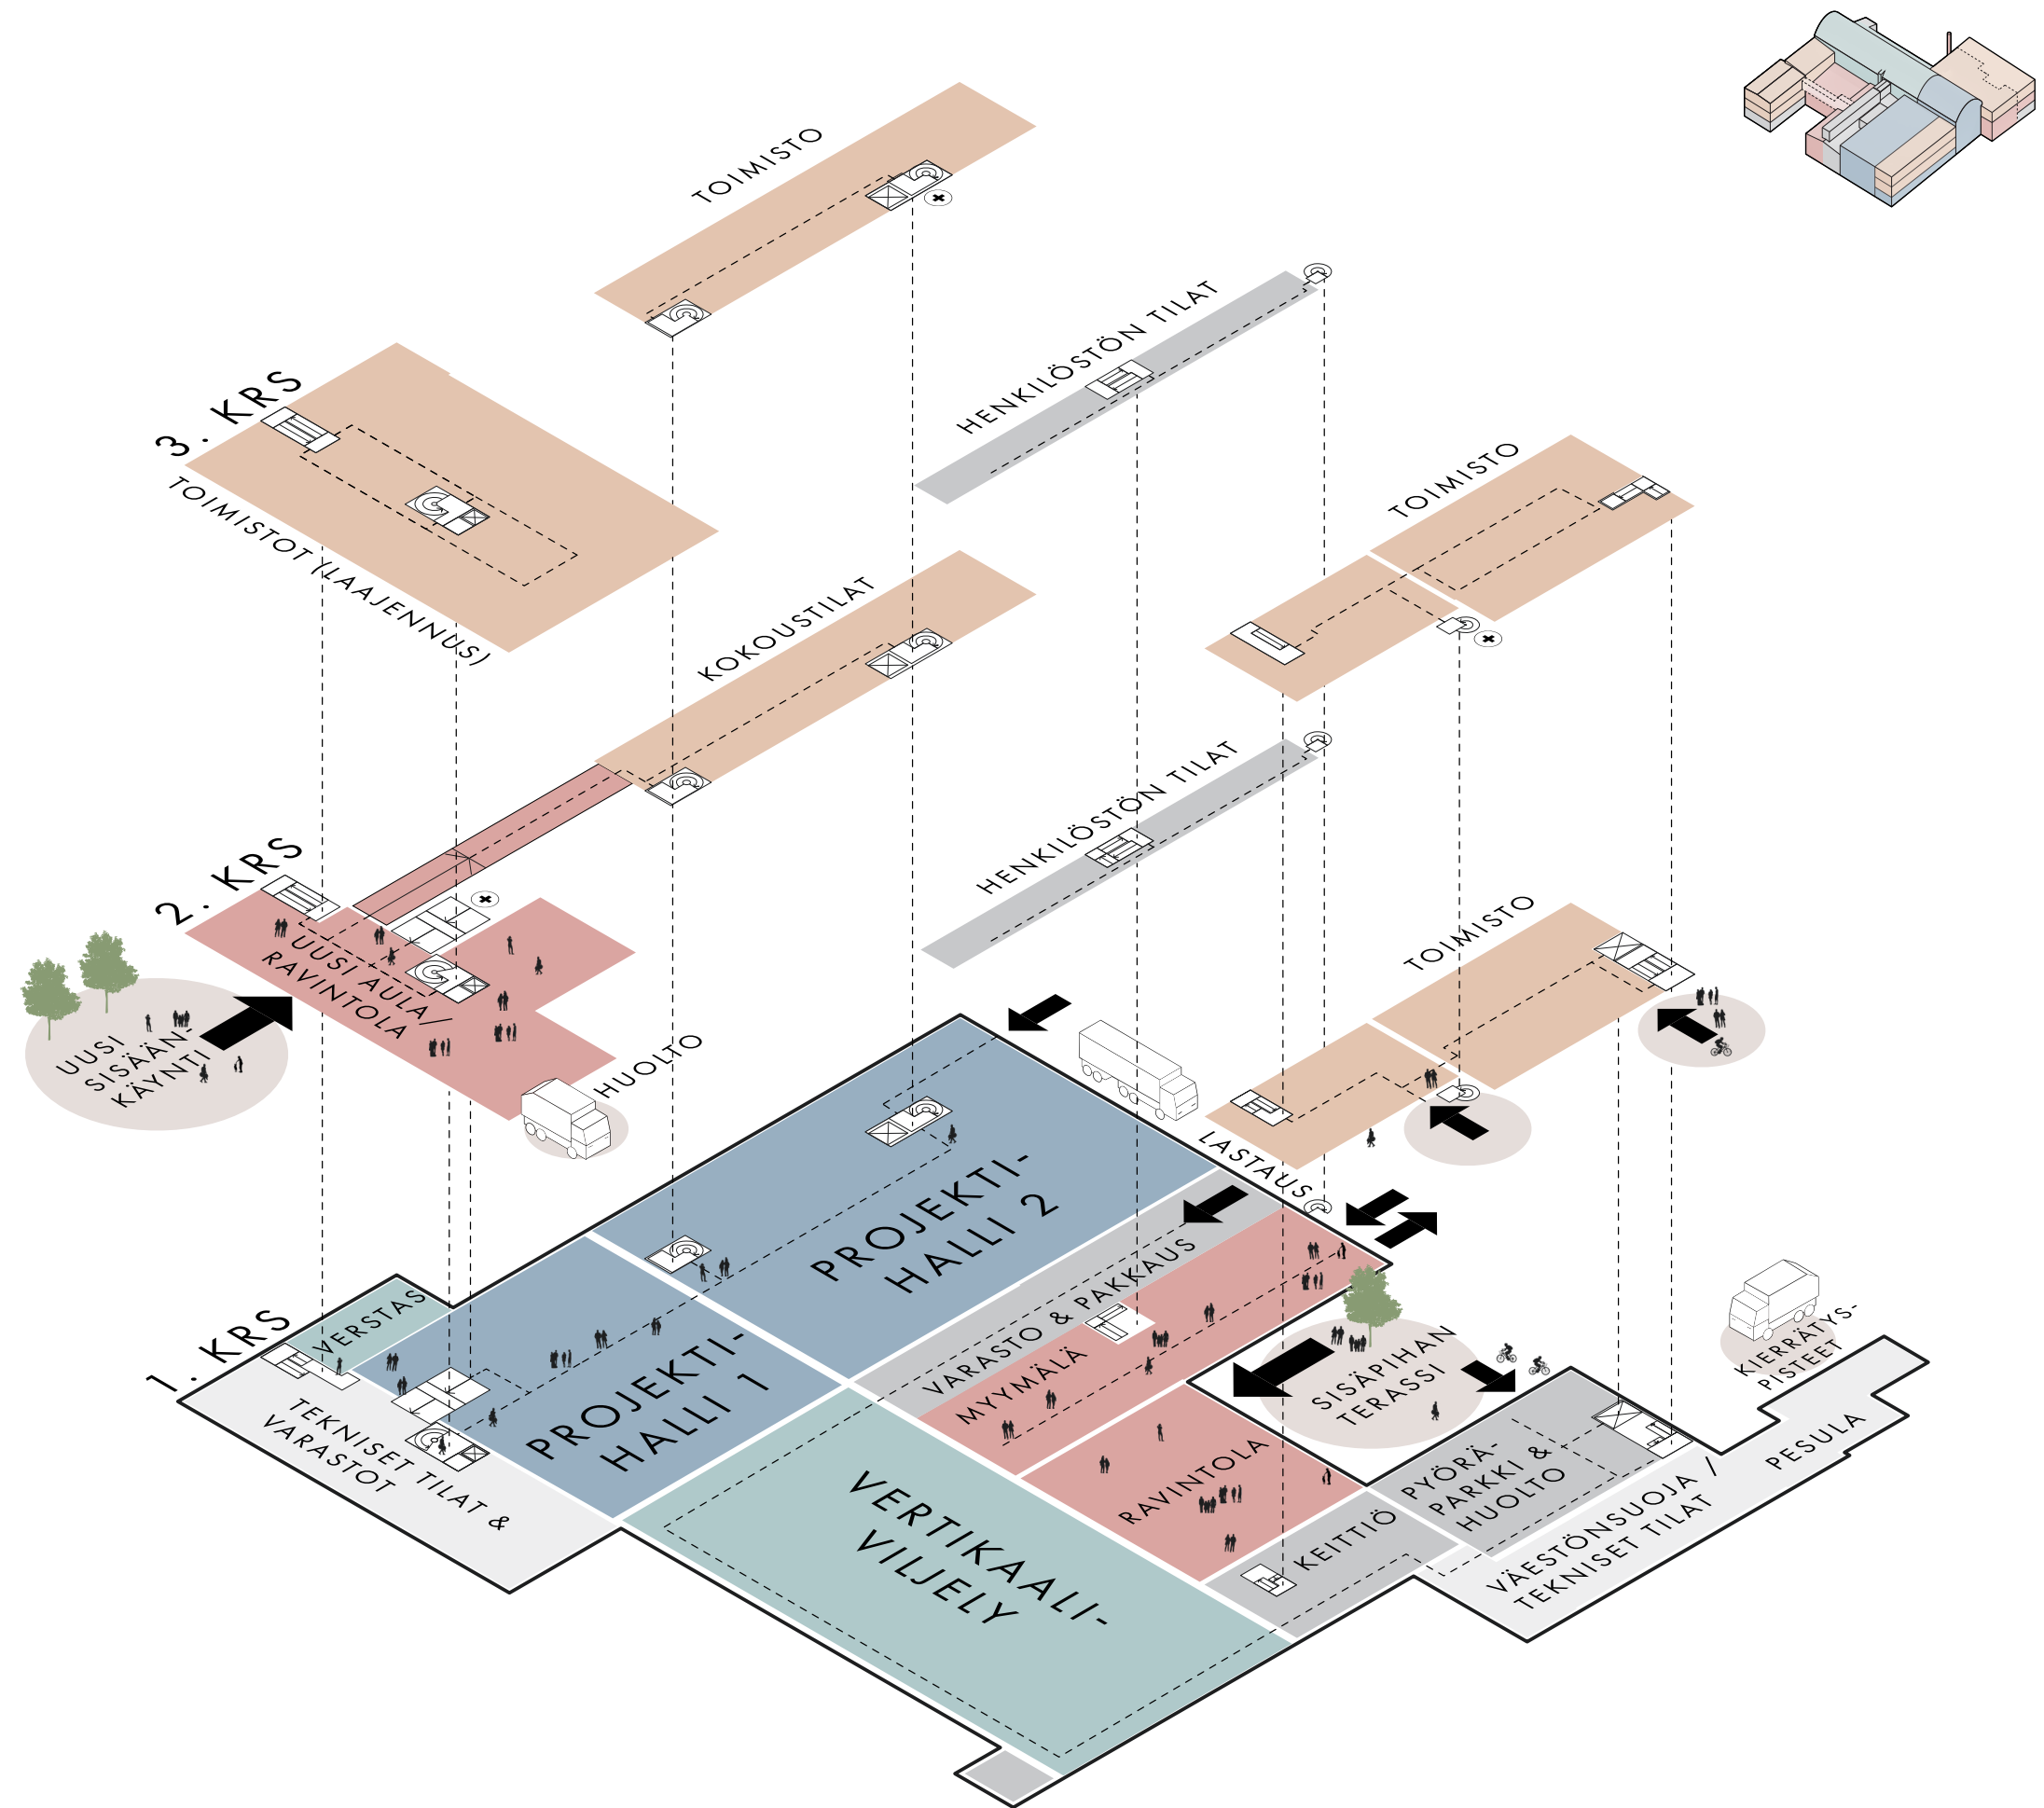 TOIMISTO
HENKILÖSTÖN TILAT
3. KRS
TOIMISTOT (LAAJENNUS)
TOIMISTO
KOKOUSTILAT
HENKILÖSTÖN TILAT
2. KRS
UUSI AULA/
RAVINTOLA
UUSI
SISÄÄN-
KÄYNTI
HUOLTO
TOIMISTO
LASTAUS
1. KRS
VERSTAS
TEKNISET TILAT &
VARASTOT
PROJEKTI-
HALLI 1
PROJEKTI-
HALLI 2
VARASTO & PAKKAUS
MYYMÄLÄ
RAVINTOLA
SISÄPIHAN
TERASSI
KIERRÄTYS-
PISTEET
PYÖRÄ-
PARKKI &
HUOLTO
KEITTIÖ
VÄESTÖNSUOJA /
TEKNISET TILAT
PESULA
VERTIKAALI-
VILJELY